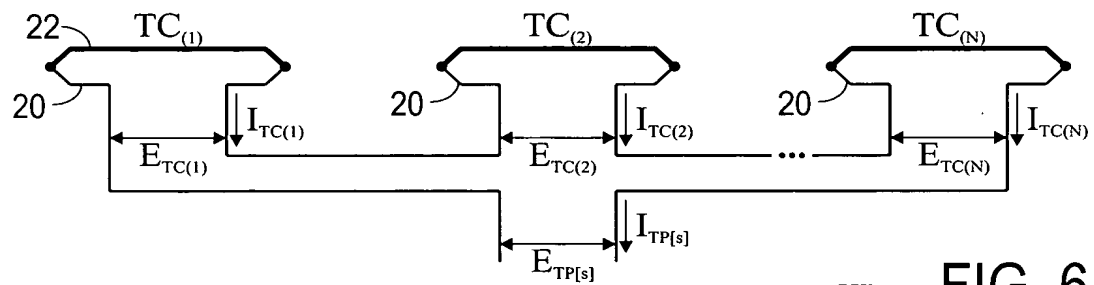 22 TC(1) TC(2) TC(N)
20 20 20
ITC(1) ITC(2) ITC(N)
ETC(1) ETC(2) ... ETC(N)
ITP[s]
ETP[s]
FIG. 6